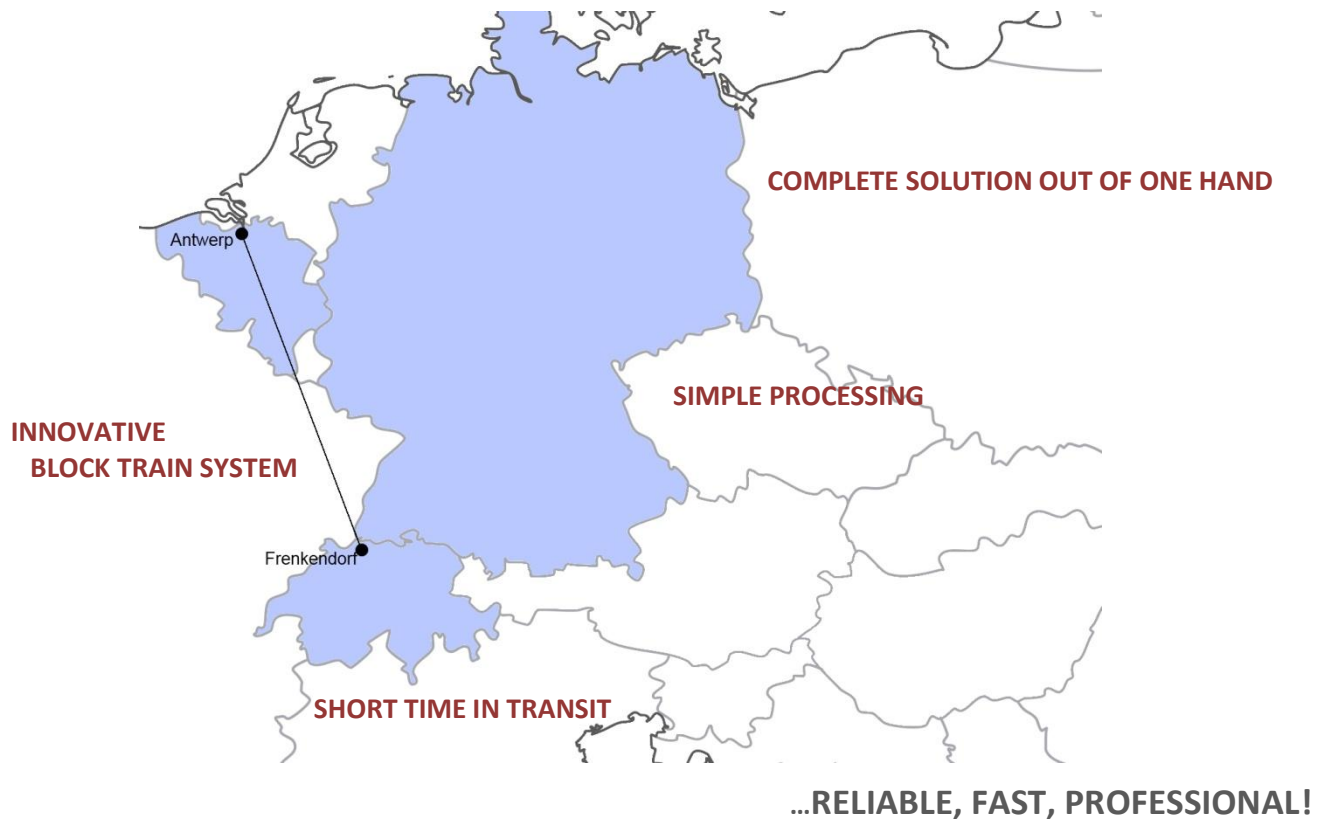 COMPLETE SOLUTION OUT OF ONE HAND
Antwerp
SIMPLE PROCESSING
INNOVATIVE
BLOCK TRAIN SYSTEM
Frenkendorf
SHORT TIME IN TRANSIT
...RELIABLE, FAST, PROFESSIONAL!